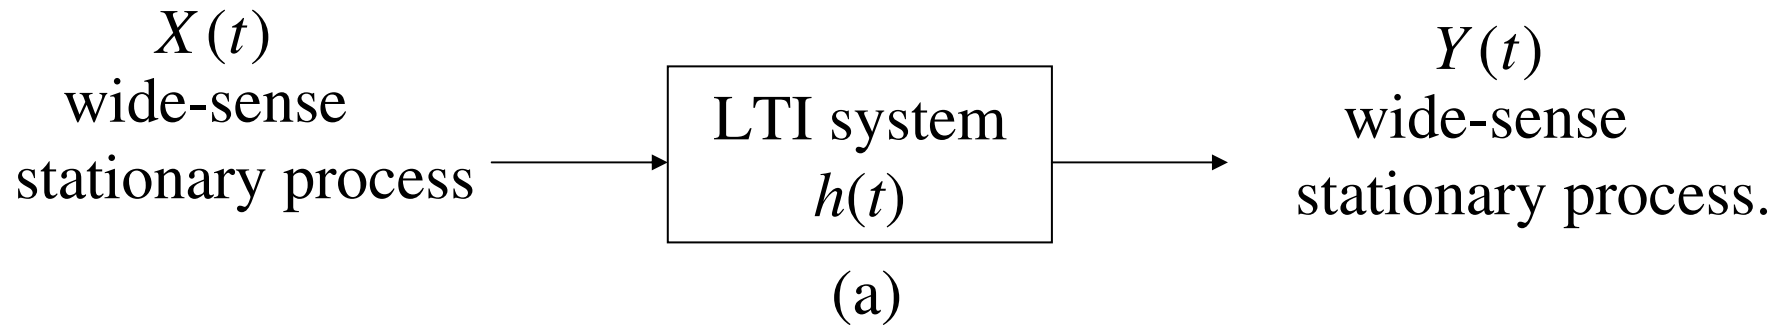 X(t)
wide-sense
stationary process
LTI system
h(t)
(a)
Y(t)
wide-sense
stationary process.